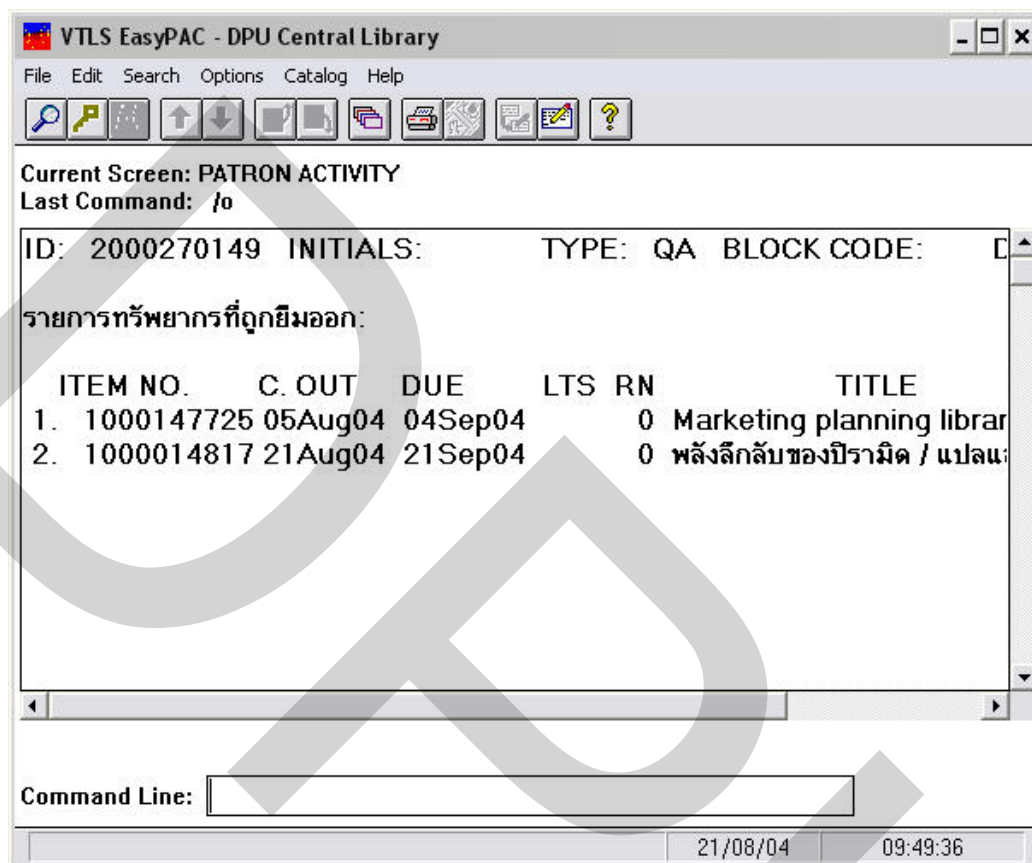 VTLS EasyPAC - DPU Central Library
File Edit Search Options Catalog Help
Current Screen: PATRON ACTIVITY
Last Command: /o
ID: 2000270149 INITIALS: TYPE: QA BLOCK CODE: D
รายการทรัพยากรที่ถูกยืมออก:
ITEM NO. C. OUT DUE LTS RN TITLE
1. 1000147725 05Aug04 04Sep04 0 Marketing planning librar
2. 1000014817 21Aug04 21Sep04 0 พลังลึกลับของปิรามิด / แปลแ
Command Line:
21/08/04 09:49:36